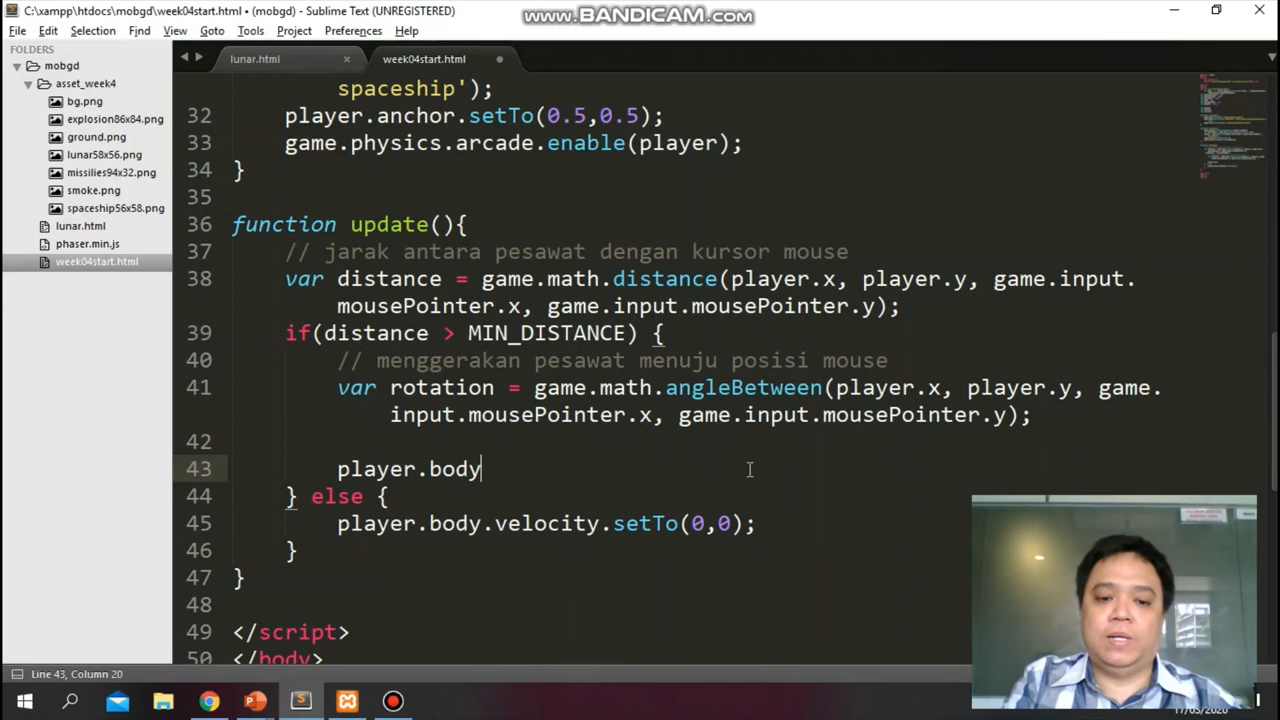 C:\xampp\htdocs\mobgd\week04start.html • (mobgd) - Sublime Text (UNREGISTERED)
www.BANDICAM.com
File Edit Selection Find View Goto Tools Project Preferences Help
FOLDERS
mobgd
asset_week4
bg.png
explosion86x84.png
ground.png
lunar58x56.png
missilies94x32.png
smoke.png
spaceship56x58.png
lunar.html
phaser.min.js
week04start.html
lunar.html × week04start.html
spaceship');
32 player.anchor.setTo(0.5,0.5);
33 game.physics.arcade.enable(player);
34 }
35
36 function update(){
37 // jarak antara pesawat dengan kursor mouse
38 var distance = game.math.distance(player.x, player.y, game.input.
mousePointer.x, game.input.mousePointer.y);
39 if(distance > MIN_DISTANCE) {
40 // menggerakan pesawat menuju posisi mouse
41 var rotation = game.math.angleBetween(player.x, player.y, game.
input.mousePointer.x, game.input.mousePointer.y);
42
43 player.body
44 } else {
45 player.body.velocity.setTo(0,0);
46 }
47 }
48
49 </script>
50 </body>
Line 43, Column 20